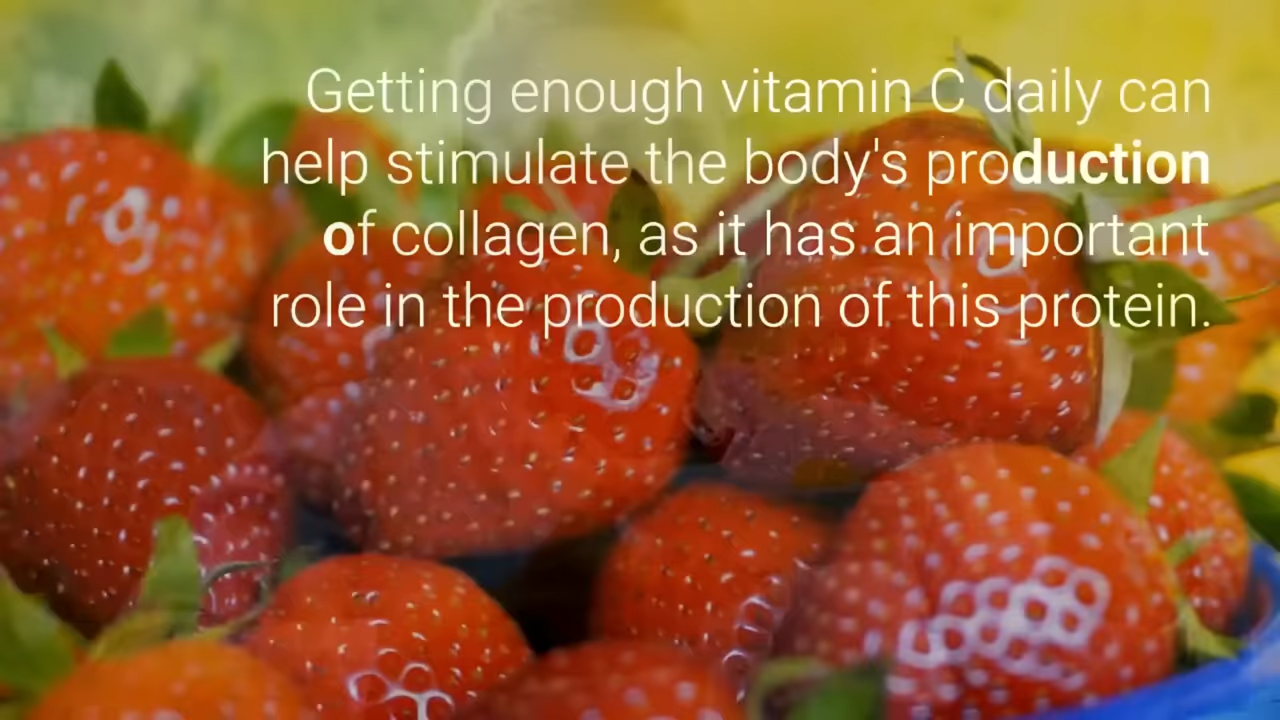 Getting enough vitamin C daily can
help stimulate the body's production
of collagen, as it has an important
role in the production of this protein.